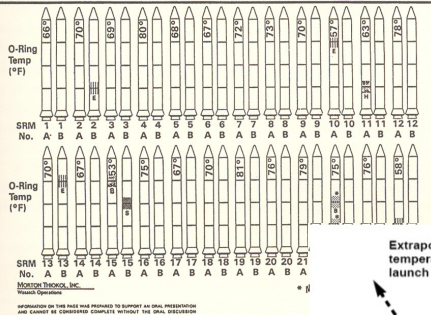 66° 70° 69° 80° 68° 67° 72° 73° 70° 57° 63° 78°
O-Ring
Temp
(°F)
E
E
H
SRM 1 1 2 2 3 3 4 4 5 5 6 6 7 7 8 8 9 9 10 10 11 11 12 12
No. A B A B A B A B A B A B A B A B A B A B A B A B
70° 67° 53° 75° 67° 70° 81° 76° 79° 75° 76° 58°
O-Ring
Temp
(°F)
E
B
B
B
SRM 13 13 14 14 15 15 16 16 17 17 18 18 19 19 20 20 21
No. A B A B A B A B A B A B A B A B A
Extrapo
temper
launch
MORTON THIOKOL, INC.
Wasatch Operations
INFORMATION ON THIS PAGE WAS PREPARED TO SUPPORT AN ORAL PRESENTATION
AND CANNOT BE CONSIDERED COMPLETE WITHOUT THE ORAL DISCUSSION